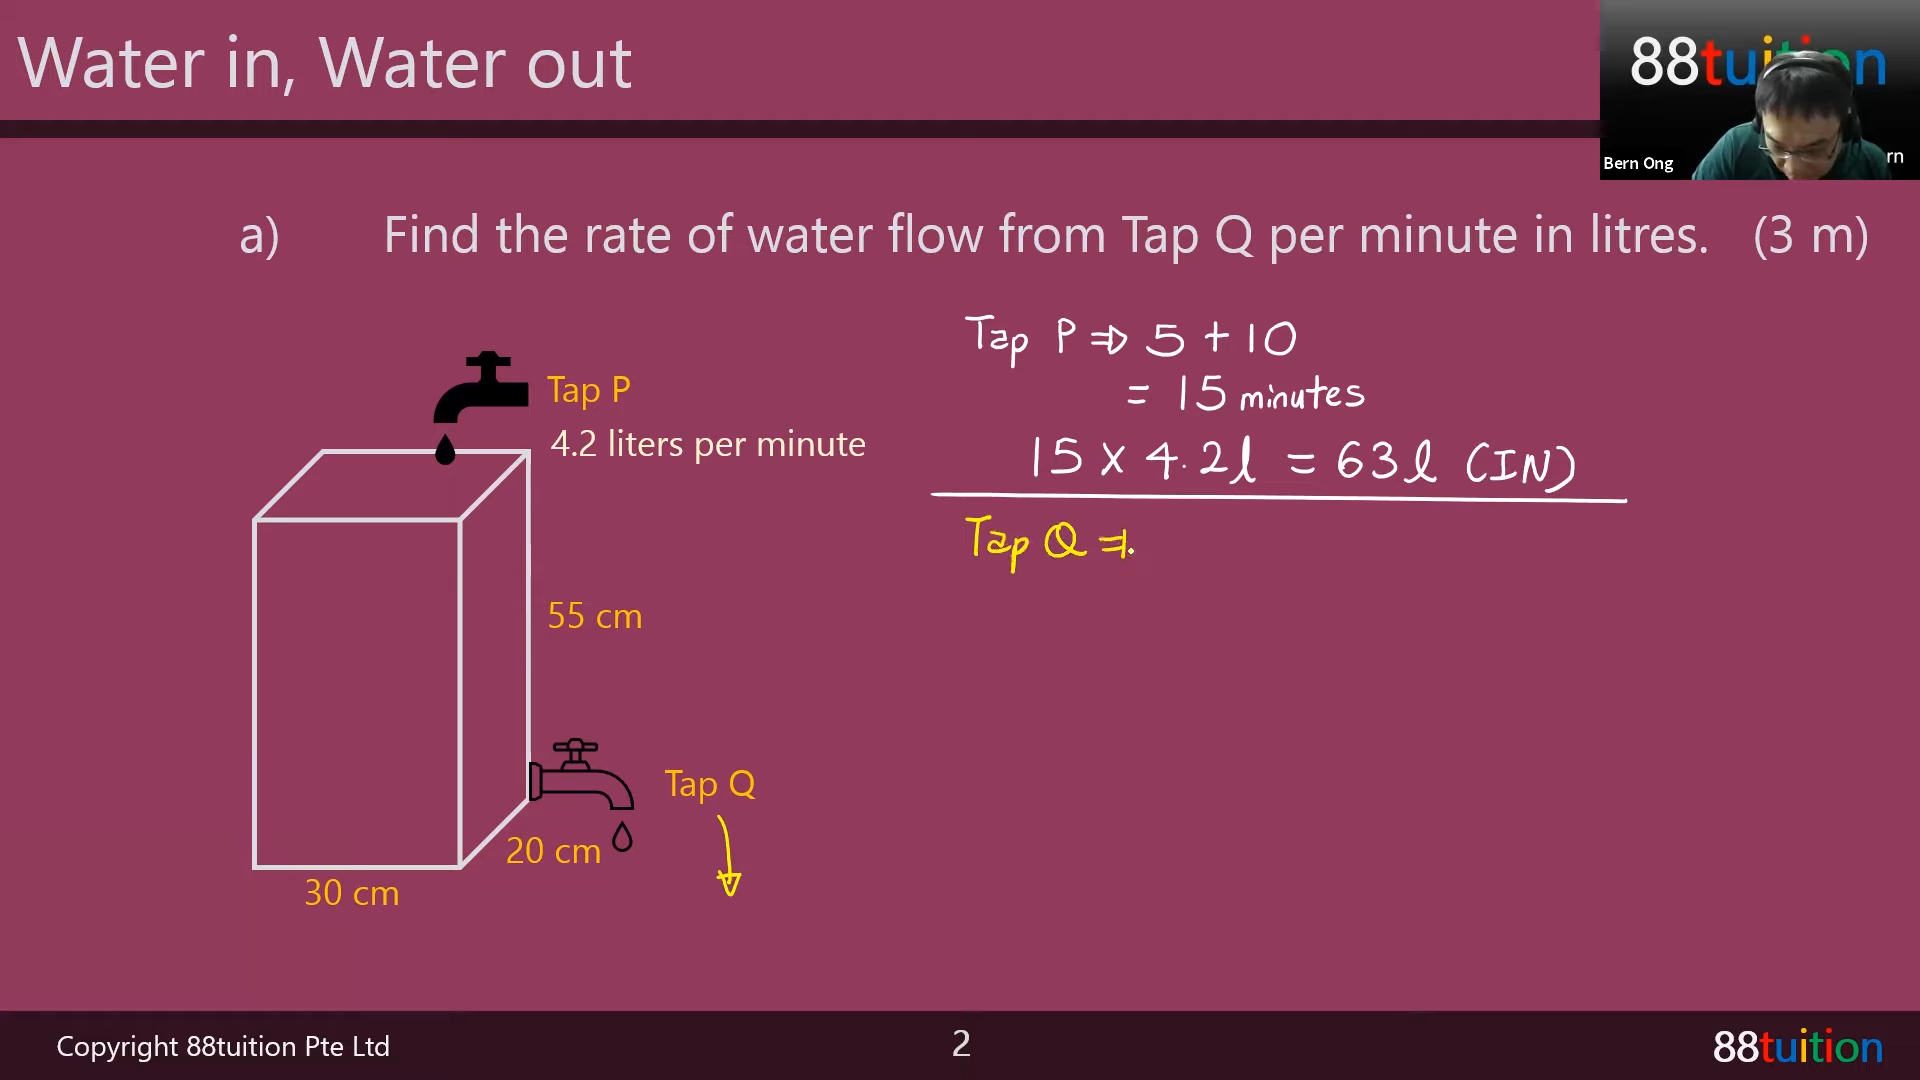 Water in, Water out
88tuition
Bern Ong
rn
a) Find the rate of water flow from Tap Q per minute in litres. (3 m)
Tap P ⇒ 5 + 10
= 15 minutes
15 × 4.2l = 63l (IN)
Tap Q =
Tap P
4.2 liters per minute
55 cm
Tap Q
20 cm
30 cm
Copyright 88tuition Pte Ltd
2
88tuition